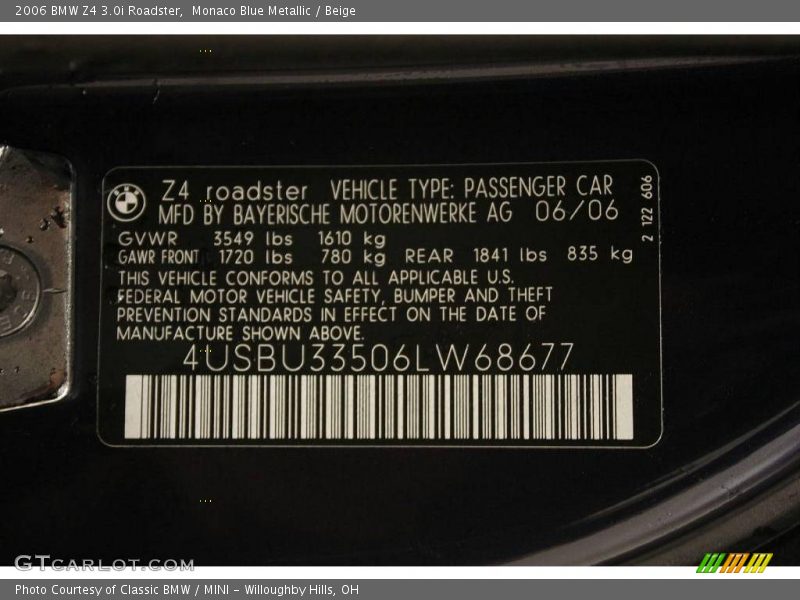 2006 BMW Z4 3.0i Roadster,  Monaco Blue Metallic / Beige
Z4 roadster VEHICLE TYPE: PASSENGER CAR
MFD BY BAYERISCHE MOTORENWERKE AG 06/06
2 122 606
GVWR 3549 lbs 1610 kg
GAWR FRONT 1720 lbs 780 kg REAR 1841 lbs 835 kg
THIS VEHICLE CONFORMS TO ALL APPLICABLE U.S.
FEDERAL MOTOR VEHICLE SAFETY, BUMPER AND THEFT
PREVENTION STANDARDS IN EFFECT ON THE DATE OF
MANUFACTURE SHOWN ABOVE.
4USBU33506LW68677
GTCARLOT.COM
Photo Courtesy of Classic BMW / MINI - Willoughby Hills, OH